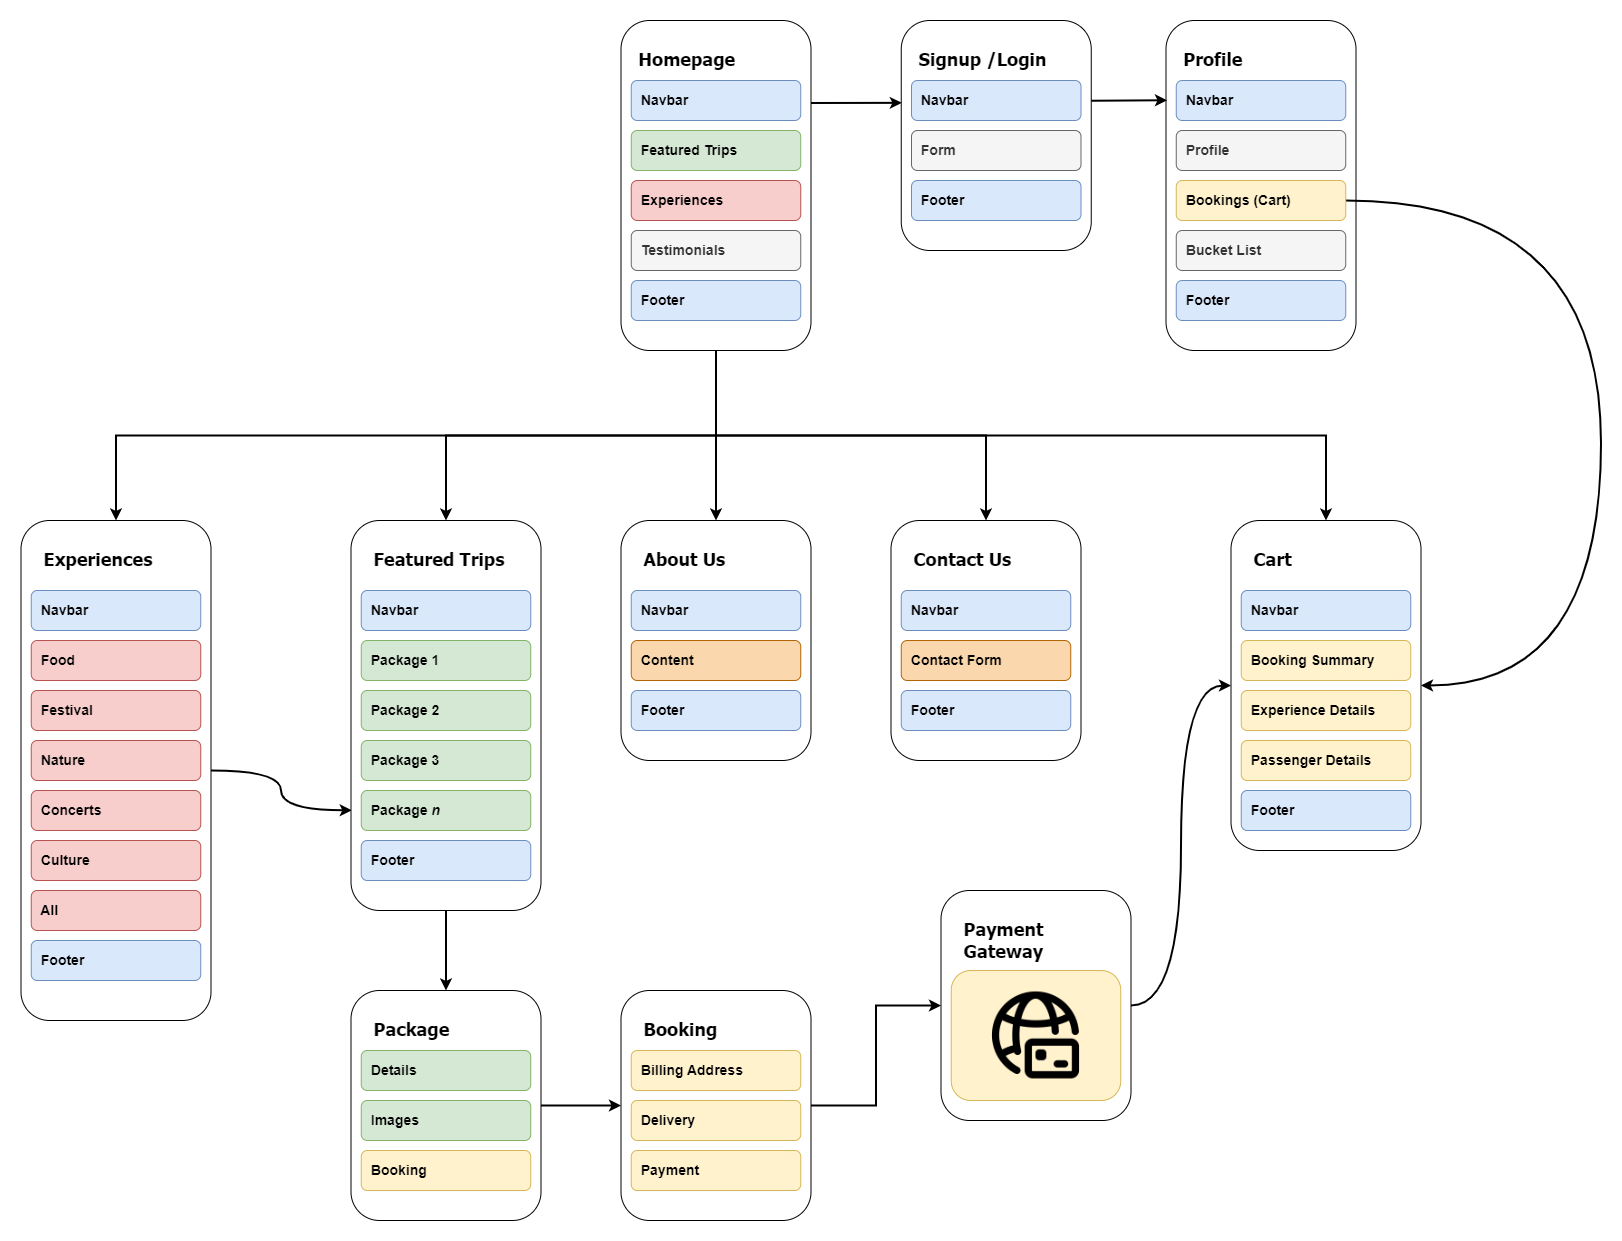 Homepage
Navbar
Featured Trips
Experiences
Testimonials
Footer
Signup /Login
Navbar
Form
Footer
Profile
Navbar
Profile
Bookings (Cart)
Bucket List
Footer
Experiences
Navbar
Food
Festival
Nature
Concerts
Culture
All
Footer
Featured Trips
Navbar
Package 1
Package 2
Package 3
Package n
Footer
About Us
Navbar
Content
Footer
Contact Us
Navbar
Contact Form
Footer
Cart
Navbar
Booking Summary
Experience Details
Passenger Details
Footer
Package
Details
Images
Booking
Booking
Billing Address
Delivery
Payment
Payment
Gateway